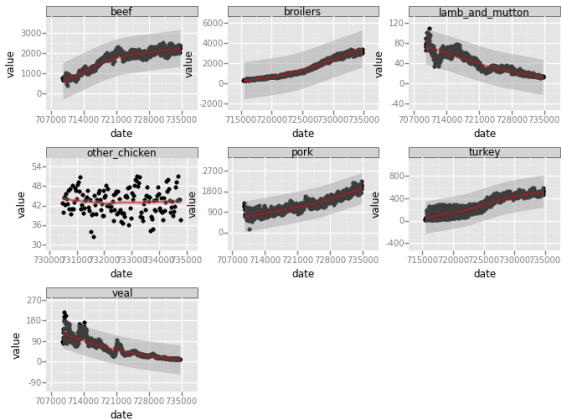 beef
broilers
lamb_and_mutton
value
3000
2000
1000
0
707000 714000 721000 728000 735000
date
value
6000
4000
2000
0
-2000
715000 720000 725000 730000 735000
date
value
120
80
40
0
-40
707000 714000 721000 728000 735000
date
other_chicken
pork
turkey
value
54
48
42
36
30
730000 731000 732000 733000 734000 735000
date
value
2700
1800
900
0
707000 714000 721000 728000 735000
date
value
800
400
0
-400
715000 720000 725000 730000 735000
date
veal
value
270
180
90
0
-90
707000 714000 721000 728000 735000
date